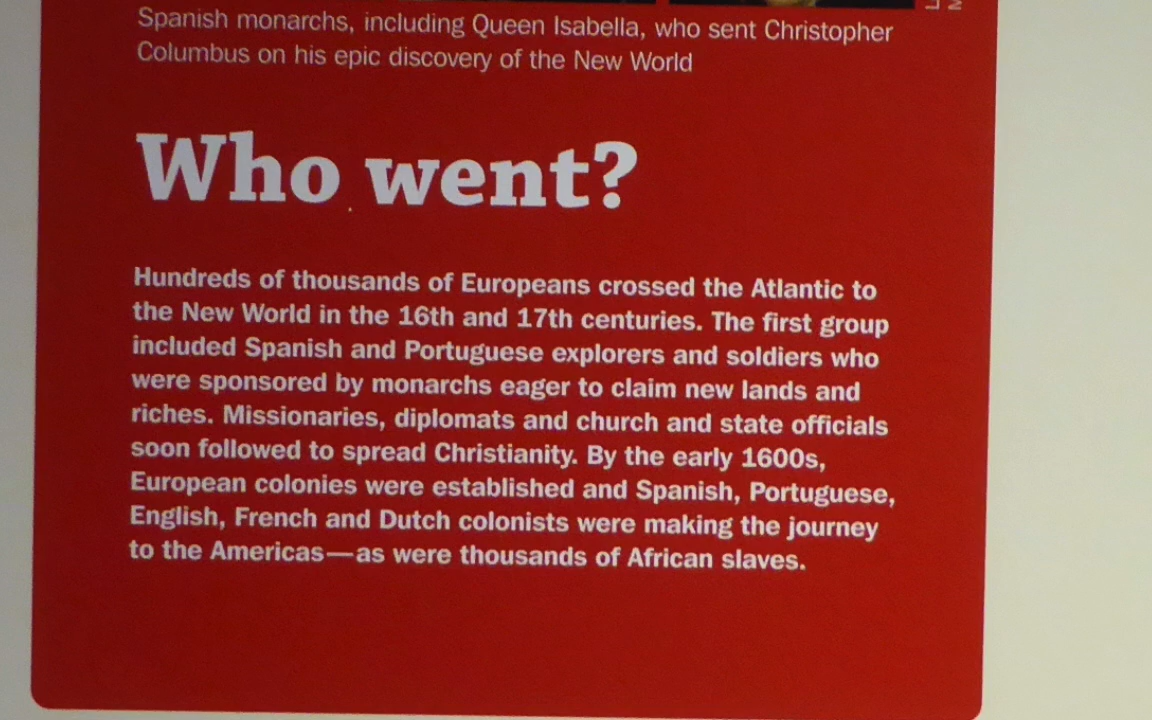 Spanish monarchs, including Queen Isabella, who sent Christopher
Columbus on his epic discovery of the New World
Who went?
Hundreds of thousands of Europeans crossed the Atlantic to
the New World in the 16th and 17th centuries. The first group
included Spanish and Portuguese explorers and soldiers who
were sponsored by monarchs eager to claim new lands and
riches. Missionaries, diplomats and church and state officials
soon followed to spread Christianity. By the early 1600s,
European colonies were established and Spanish, Portuguese,
English, French and Dutch colonists were making the journey
to the Americas—as were thousands of African slaves.